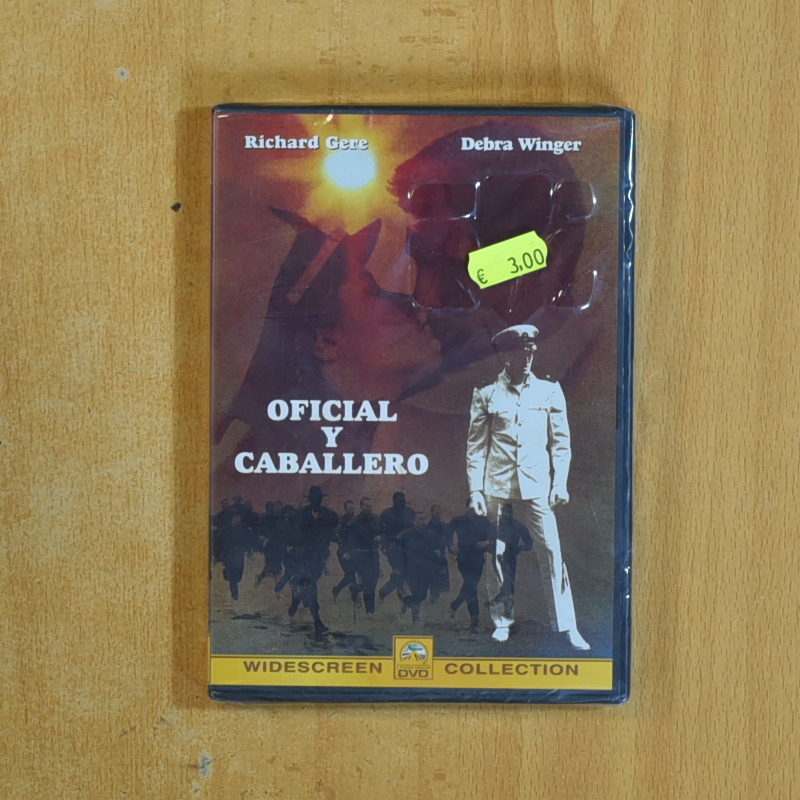 Richard Gere
Debra Winger
€ 3,00
OFICIAL
Y
CABALLERO
WIDESCREEN
DVD
COLLECTION